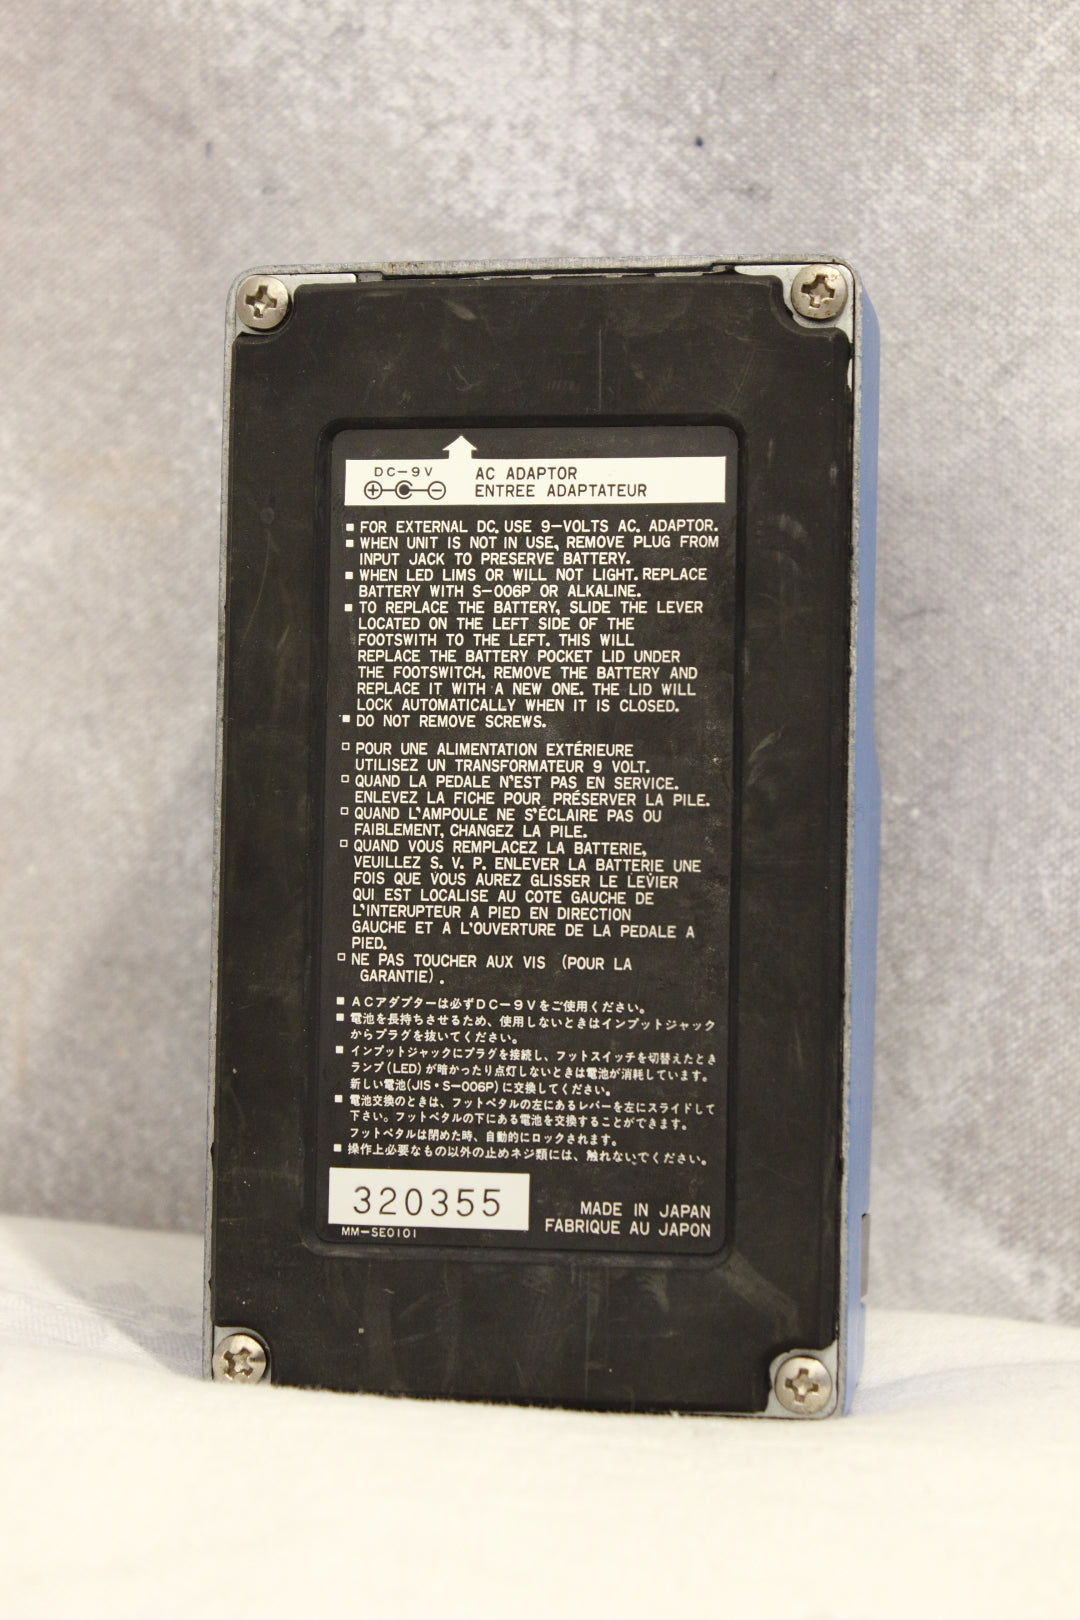 DC-9V
AC ADAPTOR
ENTREE ADAPTATEUR
■ FOR EXTERNAL DC. USE 9-VOLTS AC. ADAPTOR.
■ WHEN UNIT IS NOT IN USE, REMOVE PLUG FROM
INPUT JACK TO PRESERVE BATTERY.
■ WHEN LED LIMS OR WILL NOT LIGHT. REPLACE
BATTERY WITH S-006P OR ALKALINE.
■ TO REPLACE THE BATTERY, SLIDE THE LEVER
LOCATED ON THE LEFT SIDE OF THE
FOOTSWITH TO THE LEFT. THIS WILL
REPLACE THE BATTERY POCKET LID UNDER
THE FOOTSWITCH. REMOVE THE BATTERY AND
REPLACE IT WITH A NEW ONE. THE LID WILL
LOCK AUTOMATICALLY WHEN IT IS CLOSED.
■ DO NOT REMOVE SCREWS.
□ POUR UNE ALIMENTATION EXTÉRIEURE
UTILISEZ UN TRANSFORMATEUR 9 VOLT.
□ QUAND LA PEDALE N'EST PAS EN SERVICE.
ENLEVEZ LA FICHE POUR PRÉSERVER LA PILE.
□ QUAND L'AMPOULE NE S'ÉCLAIRE PAS OU
FAIBLEMENT, CHANGEZ LA PILE.
□ QUAND VOUS REMPLACEZ LA BATTERIE,
VEUILLEZ S. V. P. ENLEVER LA BATTERIE UNE
FOIS QUE VOUS AUREZ GLISSER LE LEVIER
QUI EST LOCALISE AU COTE GAUCHE DE
L'INTERUPTEUR A PIED EN DIRECTION
GAUCHE ET A L'OUVERTURE DE LA PEDALE A
PIED.
□ NE PAS TOUCHER AUX VIS (POUR LA
GARANTIE).
■ ACアダプターは必ずDC-9Vをご使用ください。
■ 電池を長持ちさせるため、使用しないときはインプットジャック
からプラグを抜いてください。
■ インプットジャックにプラグを接続し、フットスイッチを切替えたとき
ランプ(LED)が暗かったり点灯しないときは電池が消耗しています。
新しい電池(JIS・S-006P)に交換してください。
■ 電池交換のときは、フットペタルの左にあるレバーを左にスライドして
下さい。フットペタルの下にある電池を交換することができます。
フットペタルは閉めた時、自動的にロックされます。
■ 操作上必要なもの以外の止めネジ類には、触れないでください。
320355
MM-SE0101
MADE IN JAPAN
FABRIQUE AU JAPON